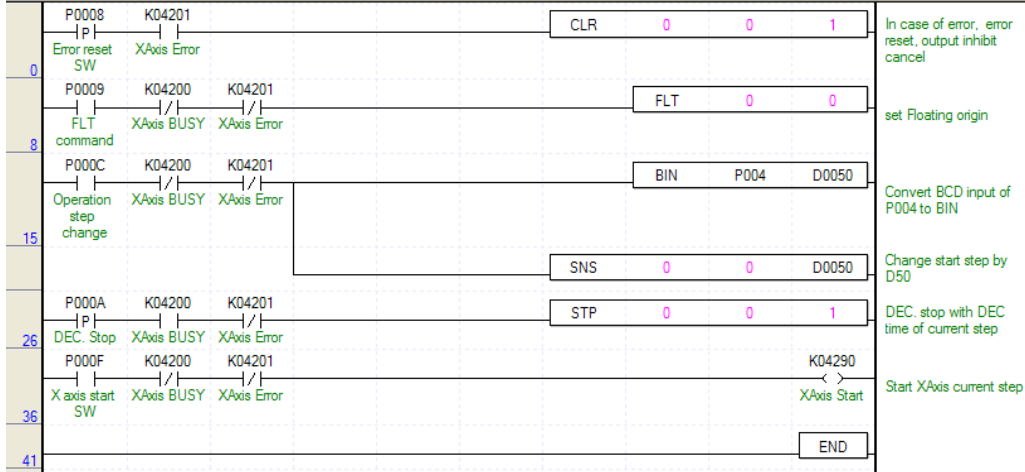 P0008 K04201
P CLR 0 0 1
Error reset
SW
XAxis Error
In case of error, error
reset, output inhibit
cancel
0
P0009 K04200 K04201
FLT 0 0
FLT
command
XAxis BUSY XAxis Error
set Floating origin
8
P000C K04200 K04201
BIN P004 D0050
Operation
step
change
XAxis BUSY XAxis Error
Convert BCD input of
P004 to BIN
15
SNS 0 0 D0050
Change start step by
D50
P000A K04200 K04201
P STP 0 0 1
DEC. Stop XAxis BUSY XAxis Error
DEC. stop with DEC
time of current step
26
P000F K04200 K04201 K04290
X axis start
SW
XAxis BUSY XAxis Error XAxis Start
Start XAxis current step
36
END
41